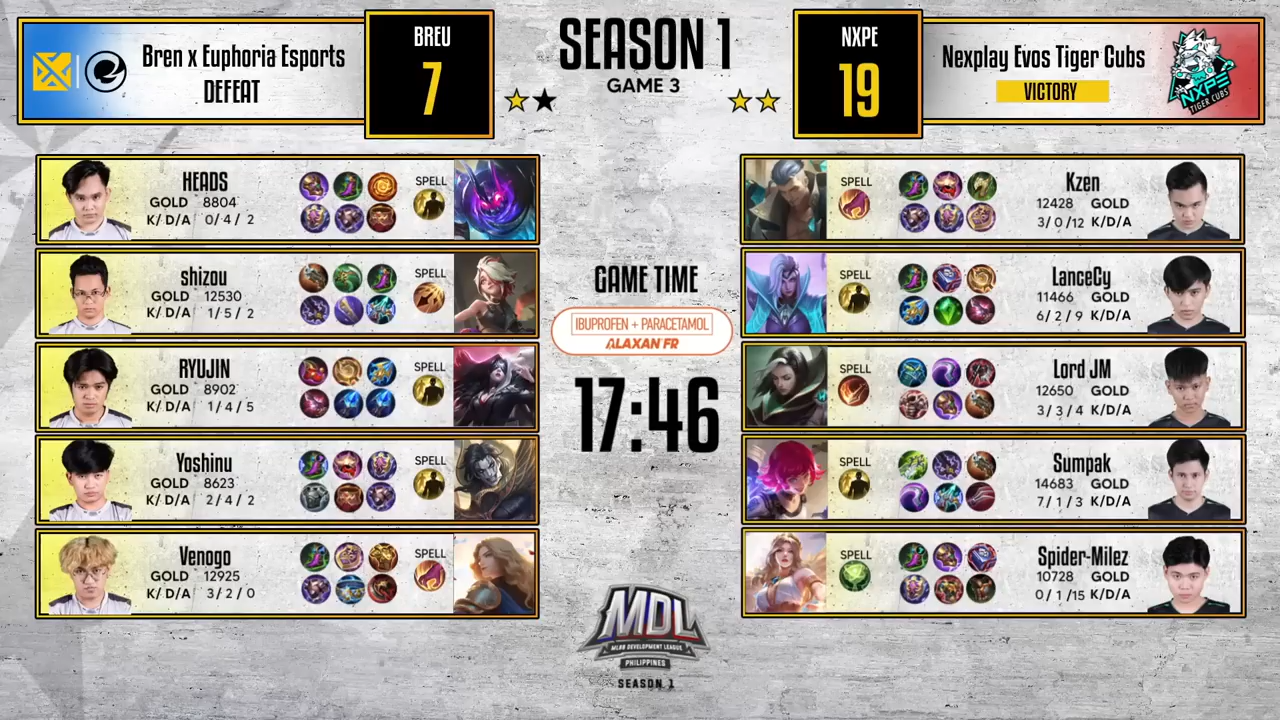 Bren x Euphoria Esports
DEFEAT
BREU
7
SEASON 1
GAME 3
NXPE
19
Nexplay Evos Tiger Cubs
VICTORY
NXPE
TIGER CUBS
HEADS
GOLD 8804
K/ D/A 0/ 4/ 2
SPELL
shizou
GOLD 12530
K/ D/A 1/ 5/ 2
SPELL
RYUJIN
GOLD 8902
K/ D/A 1/ 4/ 5
SPELL
Yoshinu
GOLD 8623
K/ D/A 2/ 4/ 2
SPELL
Venogo
GOLD 12925
K/ D/A 3/ 2/ 0
SPELL
GAME TIME
IBUPROFEN + PARACETAMOL
ALAXAN FR
17:46
MDL
MLBB DEVELOPMENT LEAGUE
PHILIPPINES
SEASON 1
SPELL
Kzen
12428 GOLD
3/ 0 /12 K/D/A
SPELL
LanceCy
11466 GOLD
6/ 2 / 9 K/D/A
SPELL
Lord JM
12650 GOLD
3/ 3 / 4 K/D/A
SPELL
Sumpak
14683 GOLD
7/ 1 / 3 K/D/A
SPELL
Spider-Milez
10728 GOLD
0/ 1 /15 K/D/A